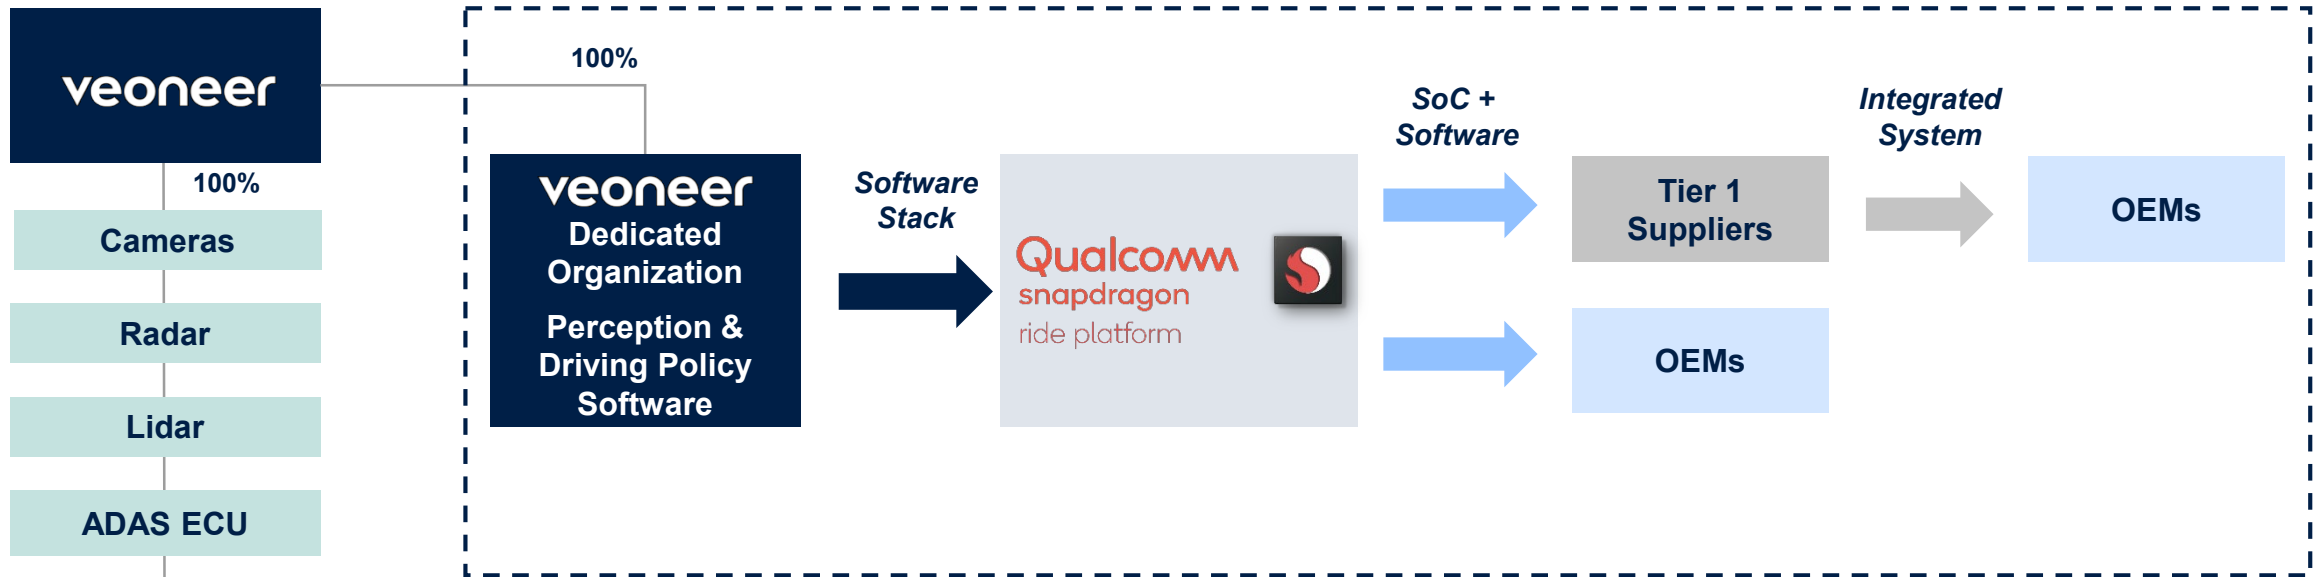 veoneer
100%
Cameras
Radar
Lidar
ADAS ECU
100%
veoneer
Dedicated
Organization
Perception &
Driving Policy
Software
Software
Stack
Qualcomm
snapdragon
ride platform
SoC +
Software
Tier 1
Suppliers
OEMs
Integrated
System
OEMs